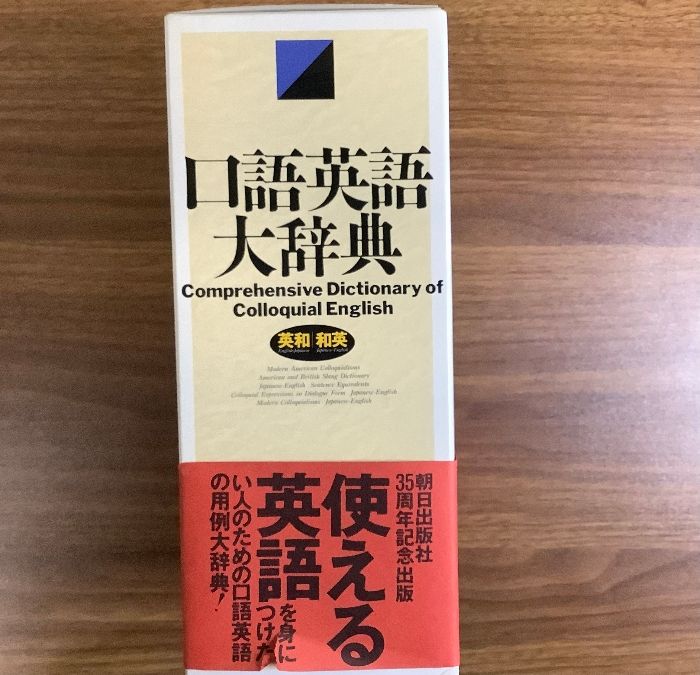 口語英語
大辞典
Comprehensive Dictionary of
Colloquial English
英和 和英
English-Japanese Japanese-English
Modern American Colloquialisms
American and British Slang Dictionary
Japanese-English Sentence Equivalents
Colloquial Expressions in Dialogue Form Japanese-English
Modern Colloquialisms Japanese-English
朝日出版社
35周年記念出版
使える
英語を身に
つけた
い人のための口語英語
の用例大辞典!